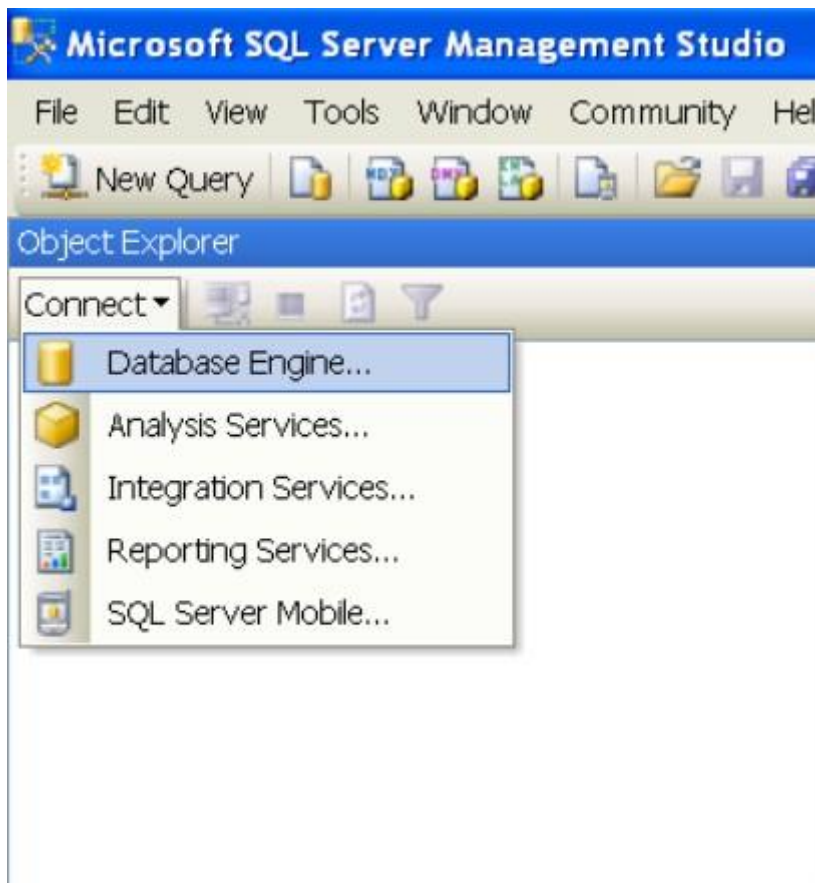 Microsoft SQL Server Management Studio
File Edit View Tools Window Community Hel
New Query
Object Explorer
Connect
Database Engine...
Analysis Services...
Integration Services...
Reporting Services...
SQL Server Mobile...